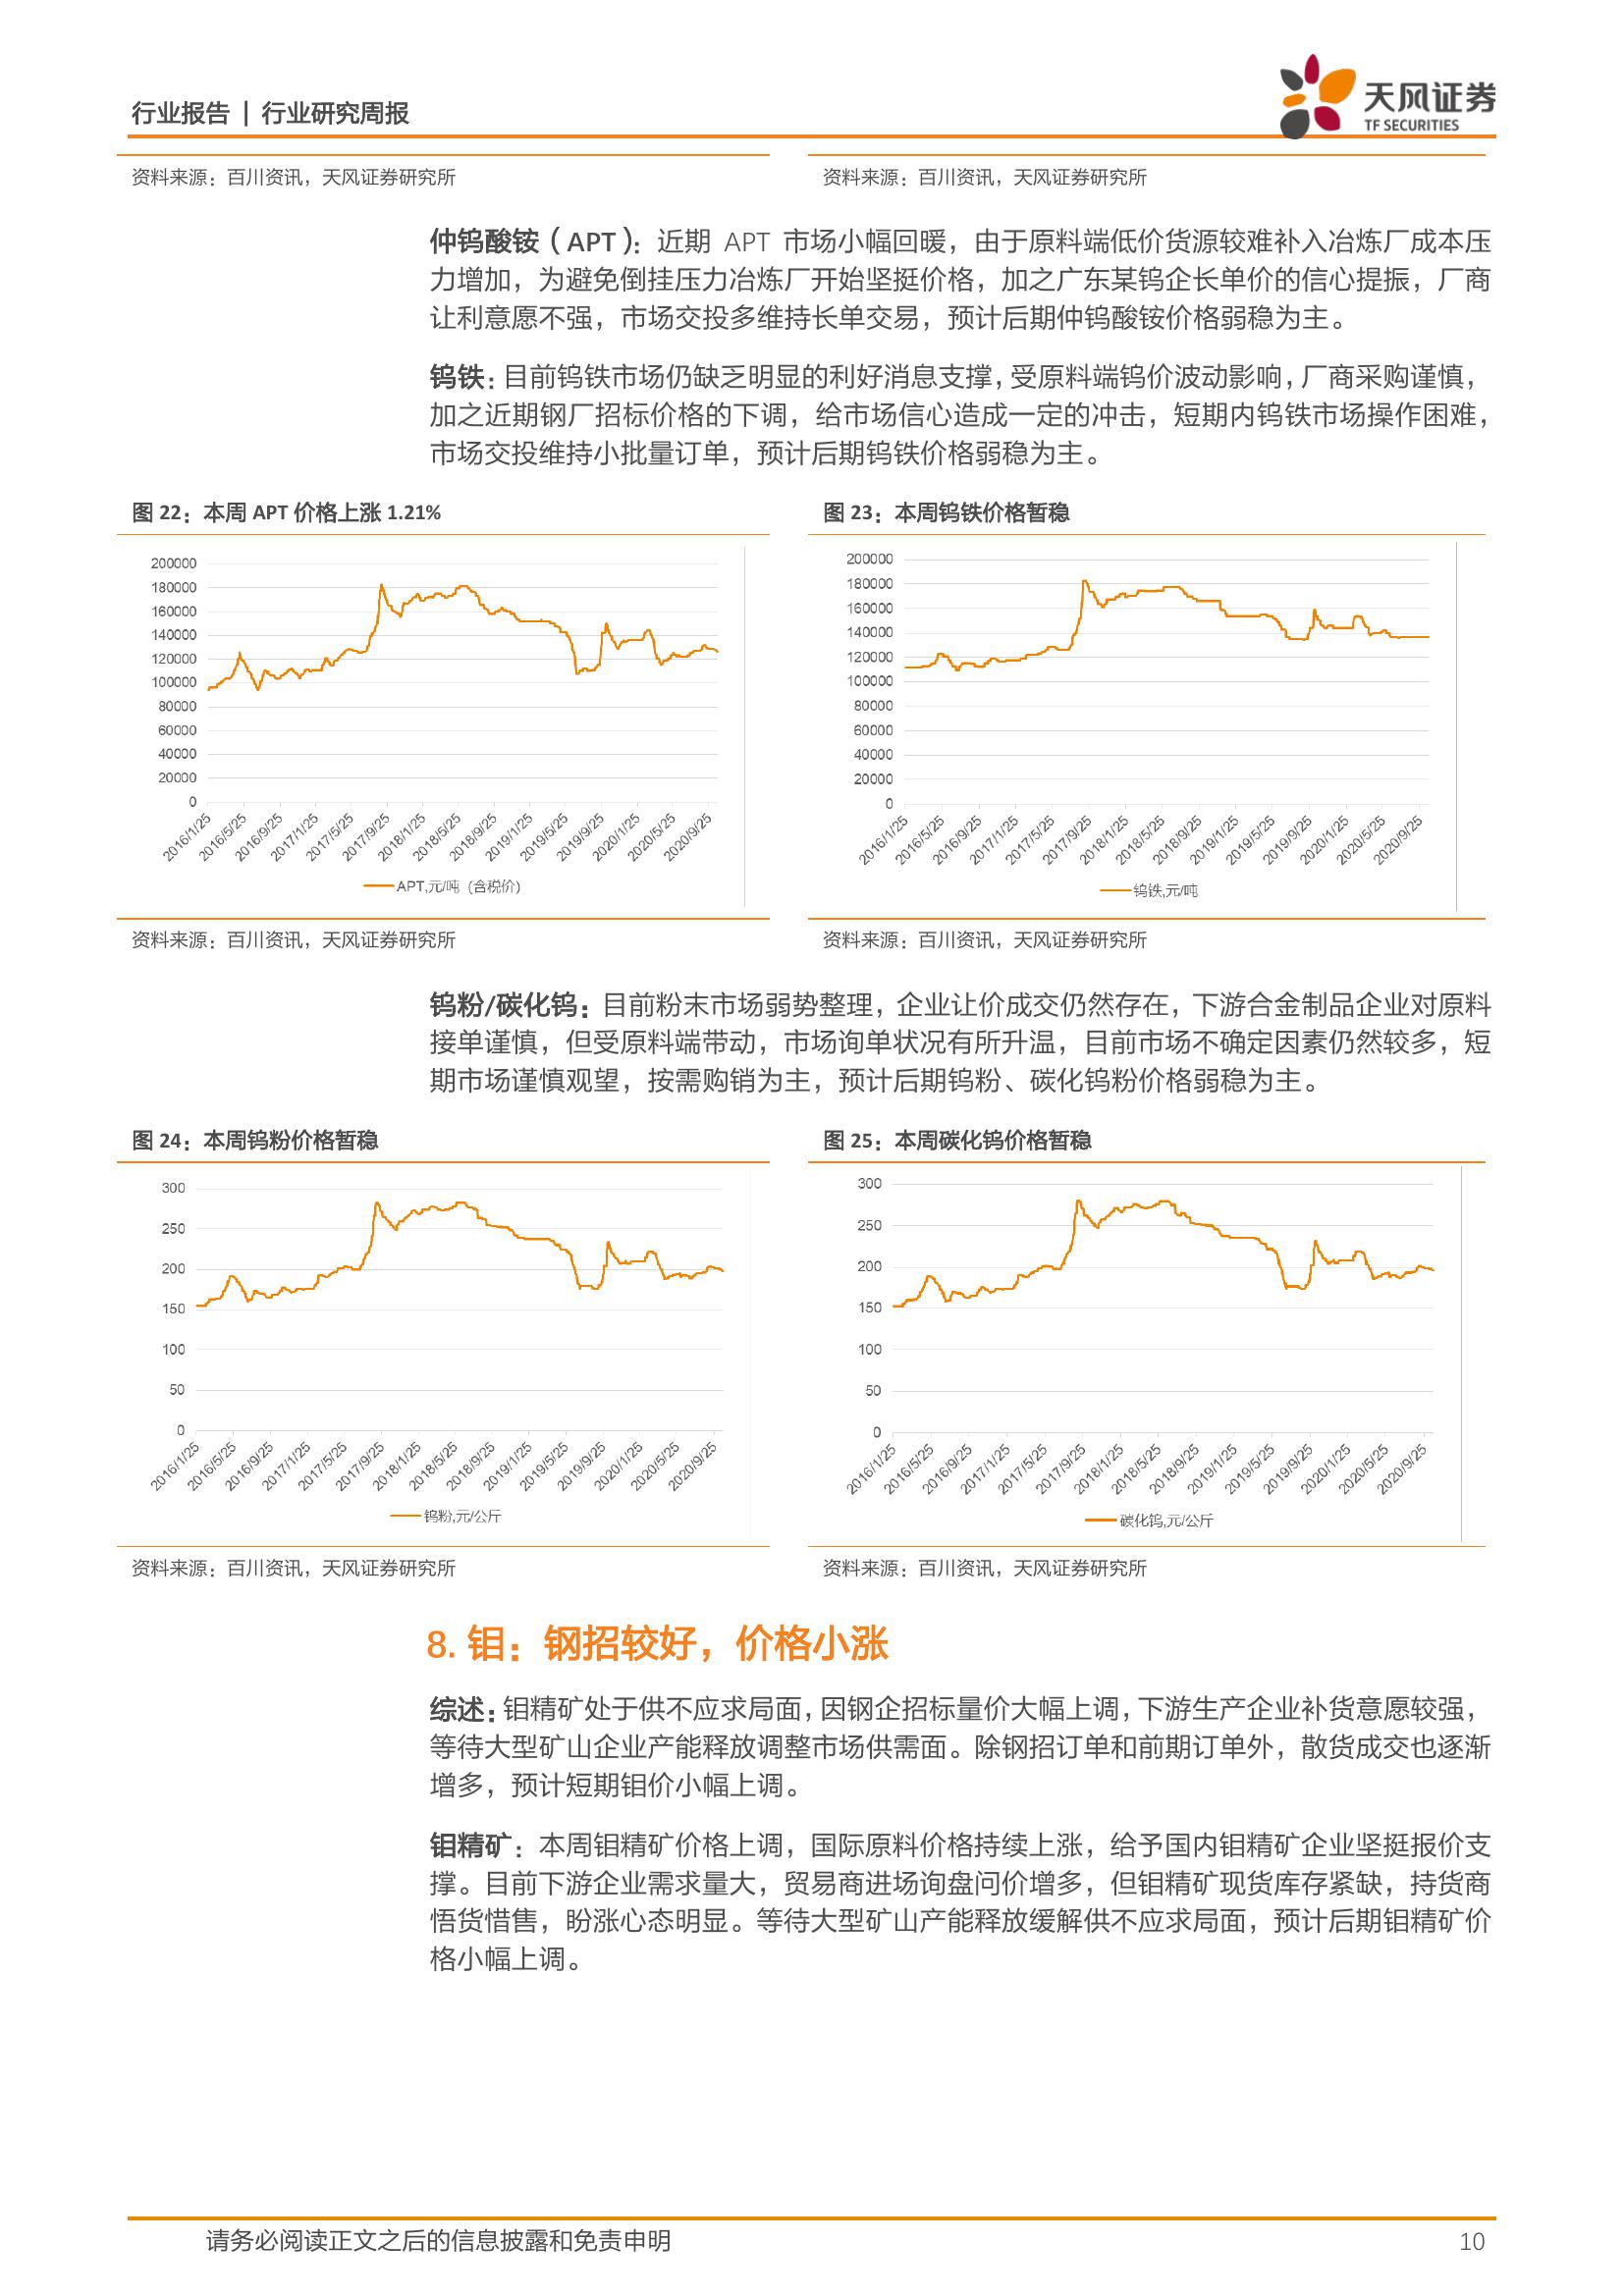 行业报告 | 行业研究周报
天风证券
TF SECURITIES
资料来源：百川资讯，天风证券研究所
资料来源：百川资讯，天风证券研究所
仲钨酸铵（APT）：近期 APT 市场小幅回暖，由于原料端低价货源较难补入冶炼厂成本压
力增加，为避免倒挂压力冶炼厂开始坚挺价格，加之广东某钨企长单价的信心提振，厂商
让利意愿不强，市场交投多维持长单交易，预计后期仲钨酸铵价格弱稳为主。
钨铁：目前钨铁市场仍缺乏明显的利好消息支撑，受原料端钨价波动影响，厂商采购谨慎，
加之近期钢厂招标价格的下调，给市场信心造成一定的冲击，短期内钨铁市场操作困难，
市场交投维持小批量订单，预计后期钨铁价格弱稳为主。
图 22：本周 APT 价格上涨 1.21%
200000
180000
160000
140000
120000
100000
80000
60000
40000
20000
0
2016/1/25 2016/5/25 2016/9/25 2017/1/25 2017/5/25 2017/9/25 2018/1/25 2018/5/25 2018/9/25 2019/1/25 2019/5/25 2019/9/25 2020/1/25 2020/5/25 2020/9/25
APT,元/吨（含税价）
资料来源：百川资讯，天风证券研究所
图 23：本周钨铁价格暂稳
200000
180000
160000
140000
120000
100000
80000
60000
40000
20000
0
2016/1/25 2016/5/25 2016/9/25 2017/1/25 2017/5/25 2017/9/25 2018/1/25 2018/5/25 2018/9/25 2019/1/25 2019/5/25 2019/9/25 2020/1/25 2020/5/25 2020/9/25
钨铁,元/吨
资料来源：百川资讯，天风证券研究所
钨粉/碳化钨：目前粉末市场弱势整理，企业让价成交仍然存在，下游合金制品企业对原料
接单谨慎，但受原料端带动，市场询单状况有所升温，目前市场不确定因素仍然较多，短
期市场谨慎观望，按需购销为主，预计后期钨粉、碳化钨粉价格弱稳为主。
图 24：本周钨粉价格暂稳
300
250
200
150
100
50
0
2016/1/25 2016/5/25 2016/9/25 2017/1/25 2017/5/25 2017/9/25 2018/1/25 2018/5/25 2018/9/25 2019/1/25 2019/5/25 2019/9/25 2020/1/25 2020/5/25 2020/9/25
钨粉,元/公斤
资料来源：百川资讯，天风证券研究所
图 25：本周碳化钨价格暂稳
300
250
200
150
100
50
0
2016/1/25 2016/5/25 2016/9/25 2017/1/25 2017/5/25 2017/9/25 2018/1/25 2018/5/25 2018/9/25 2019/1/25 2019/5/25 2019/9/25 2020/1/25 2020/5/25 2020/9/25
碳化钨,元/公斤
资料来源：百川资讯，天风证券研究所
8. 钼：钢招较好，价格小涨
综述：钼精矿处于供不应求局面，因钢企招标量价大幅上调，下游生产企业补货意愿较强，
等待大型矿山企业产能释放调整市场供需面。除钢招订单和前期订单外，散货成交也逐渐
增多，预计短期钼价小幅上调。
钼精矿：本周钼精矿价格上调，国际原料价格持续上涨，给予国内钼精矿企业坚挺报价支
撑。目前下游企业需求量大，贸易商进场询盘问价增多，但钼精矿现货库存紧缺，持货商
悟货惜售，盼涨心态明显。等待大型矿山产能释放缓解供不应求局面，预计后期钼精矿价
格小幅上调。
请务必阅读正文之后的信息披露和免责申明
10